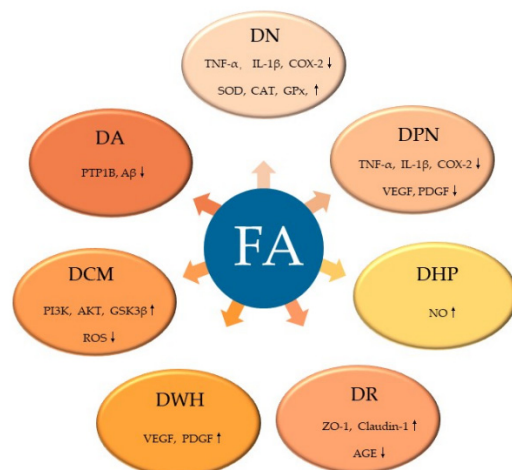 DN
TNF-α, IL-1β, COX-2 ↓
SOD, CAT, GPx, ↑
DA
PTP1B, Aβ ↓
DPN
TNF-α, IL-1β, COX-2 ↓
VEGF, PDGF ↓
FA
DCM
PI3K, AKT, GSK3β ↑
ROS ↓
DHP
NO ↑
DWH
VEGF, PDGF ↑
DR
ZO-1, Claudin-1 ↑
AGE ↓